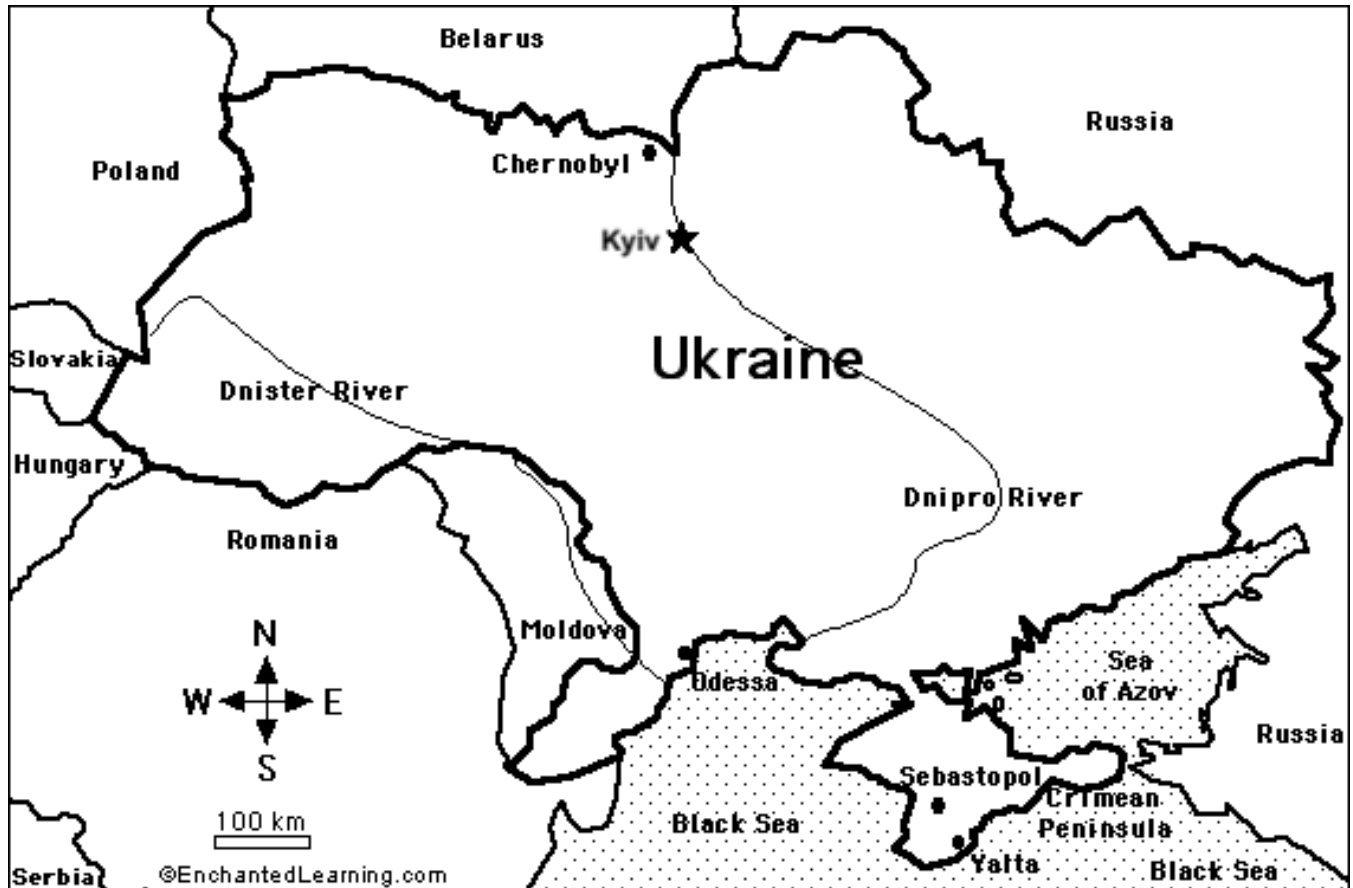 Belarus
Russia
Chernobyl
Poland
Kyiv
Ukraine
Slovakia
Dnister River
Hungary
Dnipro River
Romania
N
Moldova
Sea
of Azov
Odessa
W E
Russia
S
Sebastopol
100 km
Crimean
Peninsula
Black Sea
Yalta
Black Sea
Serbia
©EnchantedLearning.com